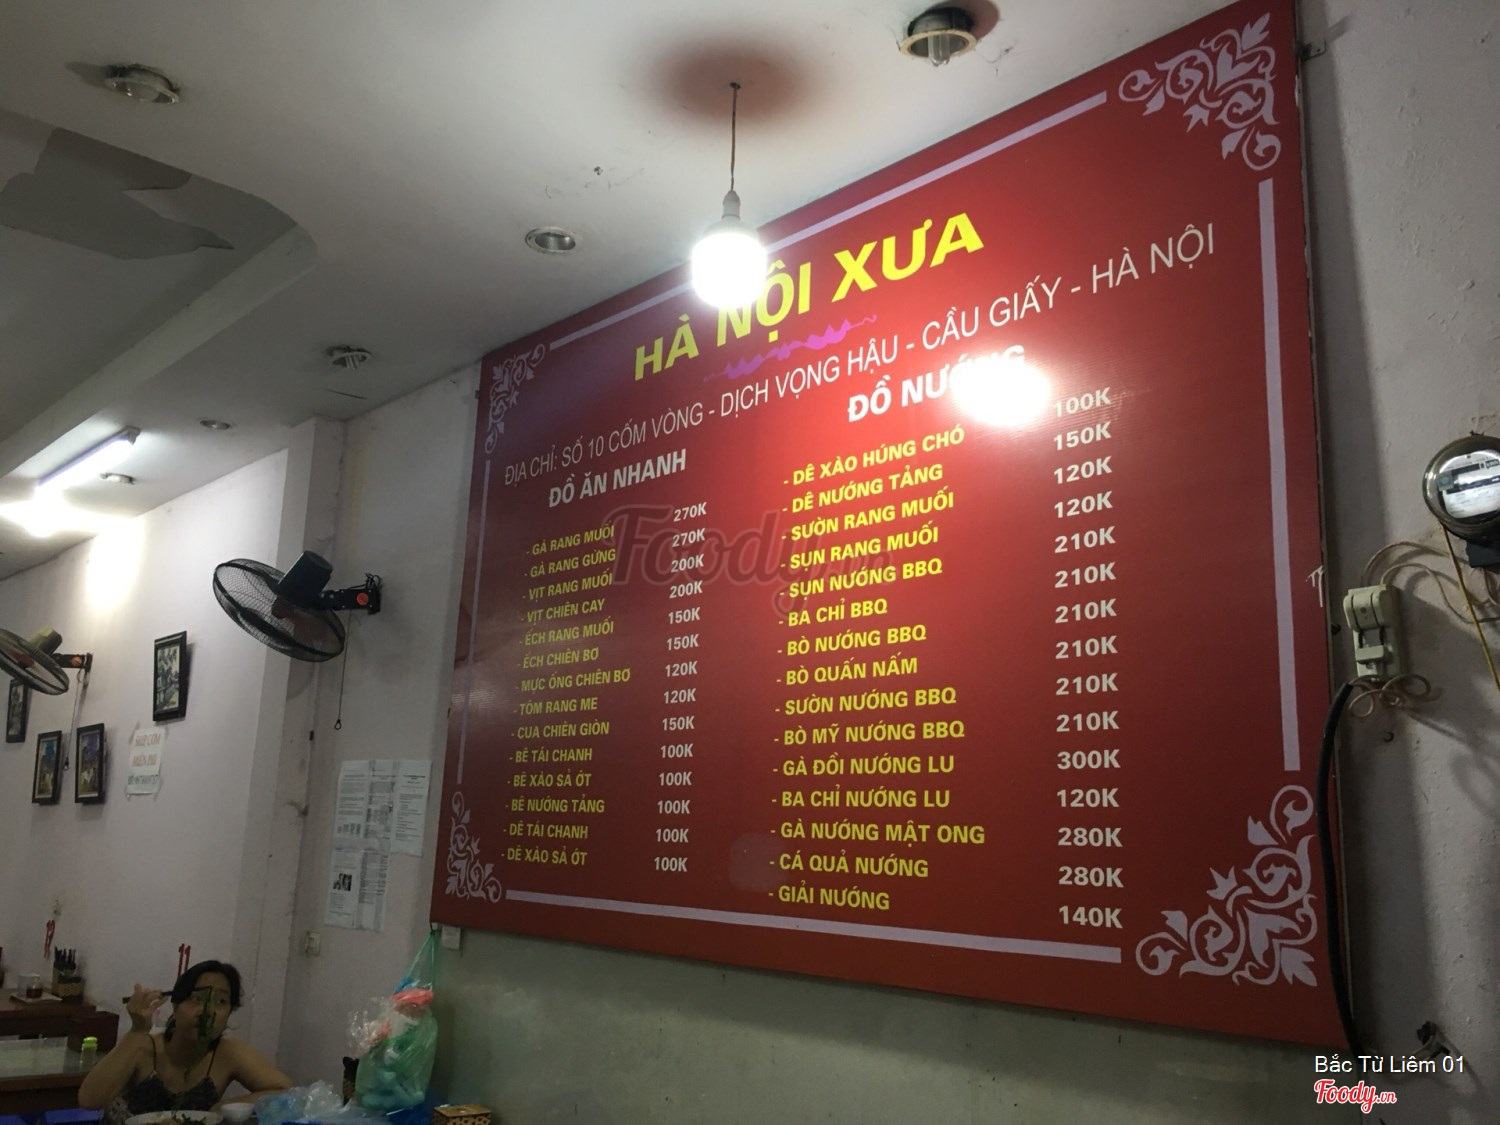 HÀ NỘI XƯA
ĐỊA CHỈ: SỐ 10 CỐM VÒNG - DỊCH VỌNG HẬU - CẦU GIẤY - HÀ NỘI
ĐỒ ĂN NHANH
- GÀ RANG MUỐI 270K
- GÀ RANG GỪNG 270K
- VỊT RANG MUỐI 200K
- VỊT CHIÊN CAY 200K
- ẾCH RANG MUỐI 150K
- ẾCH CHIÊN BƠ 150K
- MỰC ỐNG CHIÊN BƠ 120K
- TÔM RANG ME 120K
- CUA CHIÊN GIÒN 150K
- BÊ TÁI CHANH 100K
- BÊ XÀO SẢ ỚT 100K
- BÊ NƯỚNG TẢNG 100K
- DÊ TÁI CHANH 100K
- DÊ XÀO SẢ ỚT 100K
ĐỒ NƯỚNG
- DÊ XÀO HÚNG CHÓ 100K
- DÊ NƯỚNG TẢNG 150K
- SƯỜN RANG MUỐI 120K
- SỤN RANG MUỐI 120K
- SỤN NƯỚNG BBQ 210K
- BA CHỈ BBQ 210K
- BÒ NƯỚNG BBQ 210K
- BÒ QUẤN NẤM 210K
- SƯỜN NƯỚNG BBQ 210K
- BÒ MỸ NƯỚNG BBQ 210K
- GÀ ĐỒI NƯỚNG LU 300K
- BA CHỈ NƯỚNG LU 120K
- GÀ NƯỚNG MẬT ONG 280K
- CÁ QUẢ NƯỚNG 280K
- GIẢI NƯỚNG 140K
Foody.vn
12
11
Bắc Từ Liêm 01
Foody.vn